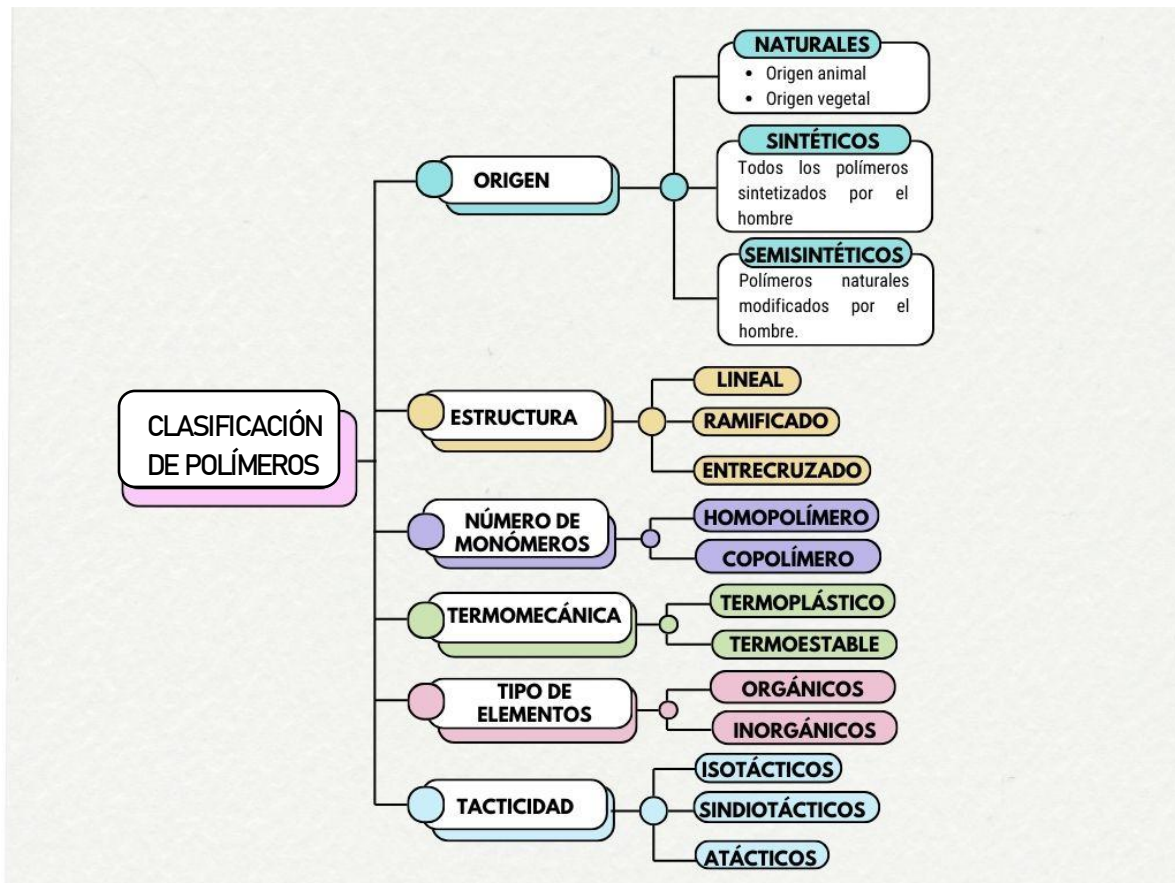 CLASIFICACIÓN
DE POLÍMEROS
ORIGEN
NATURALES
• Origen animal
• Origen vegetal
SINTÉTICOS
Todos los polímeros
sintetizados por el
hombre
SEMISINTÉTICOS
Polímeros naturales
modificados por el
hombre.
ESTRUCTURA
LINEAL
RAMIFICADO
ENTRECRUZADO
NÚMERO DE
MONÓMEROS
HOMOPOLÍMERO
COPOLÍMERO
TERMOMECÁNICA
TERMOPLÁSTICO
TERMOESTABLE
TIPO DE
ELEMENTOS
ORGÁNICOS
INORGÁNICOS
TACTICIDAD
ISOTÁCTICOS
SINDIOTÁCTICOS
ATÁCTICOS